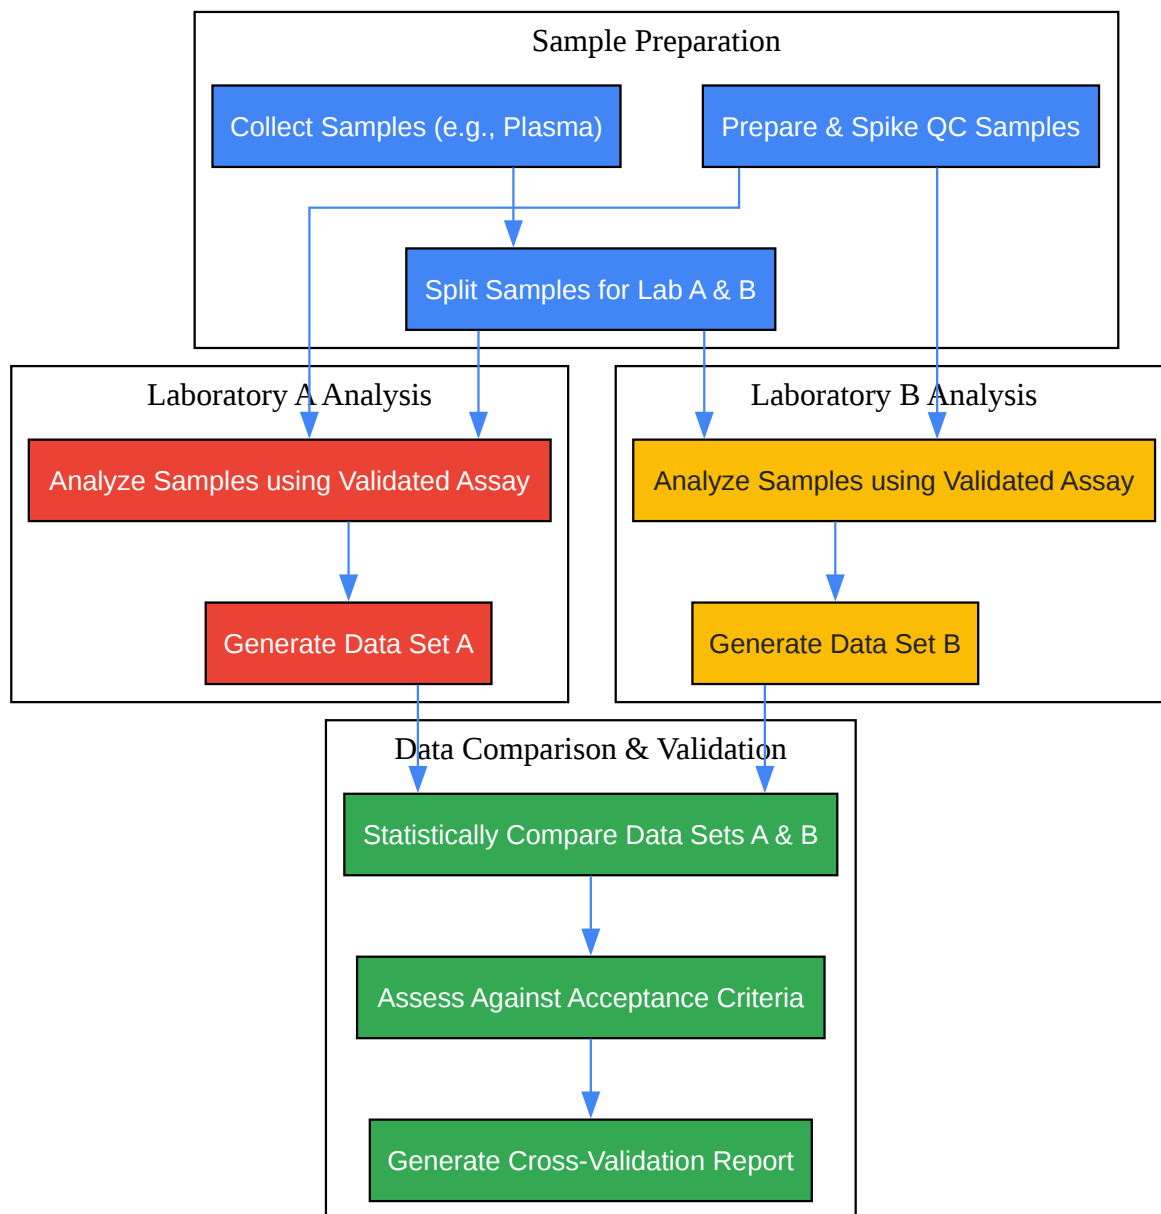 Sample Preparation
Collect Samples (e.g., Plasma)
Prepare & Spike QC Samples
Split Samples for Lab A & B
Laboratory A Analysis
Laboratory B Analysis
Analyze Samples using Validated Assay
Analyze Samples using Validated Assay
Generate Data Set A
Generate Data Set B
Data Comparison & Validation
Statistically Compare Data Sets A & B
Assess Against Acceptance Criteria
Generate Cross-Validation Report